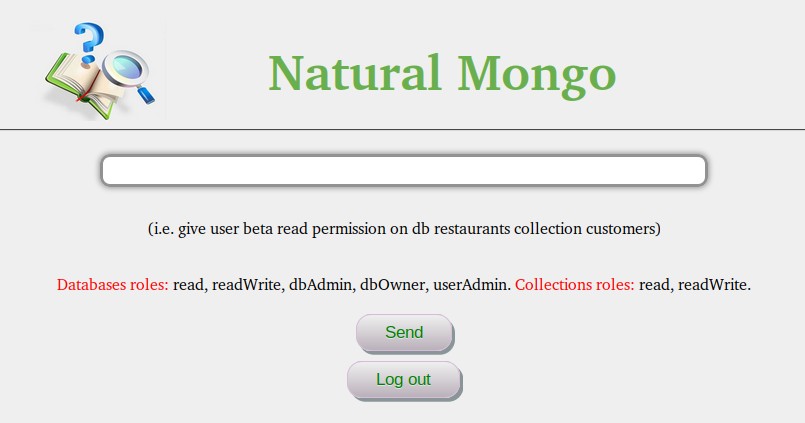 Natural Mongo
(i.e. give user beta read permission on db restaurants collection customers)
Databases roles: read, readWrite, dbAdmin, dbOwner, userAdmin. Collections roles: read, readWrite.
Send
Log out